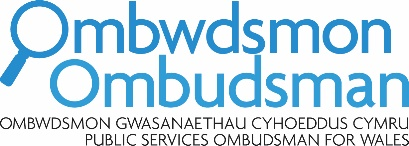 Ombwdsmon
Ombudsman
OMBWDSMON GWASANAETHAU CYHOEDDUS CYMRU
PUBLIC SERVICES OMBUDSMAN FOR WALES